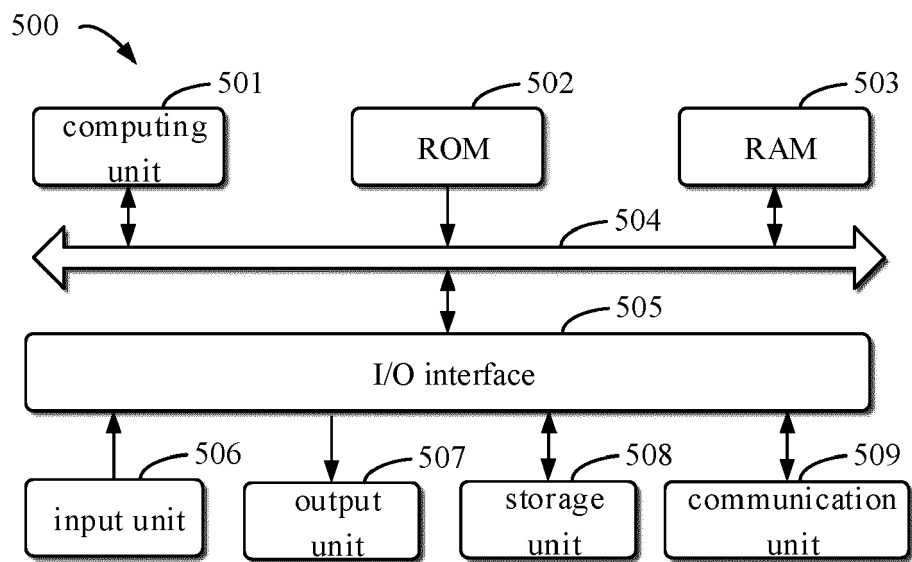 500
501
502
503
computing
unit
ROM
RAM
504
505
I/O interface
506
507
508
509
input unit
output
unit
storage
unit
communication
unit